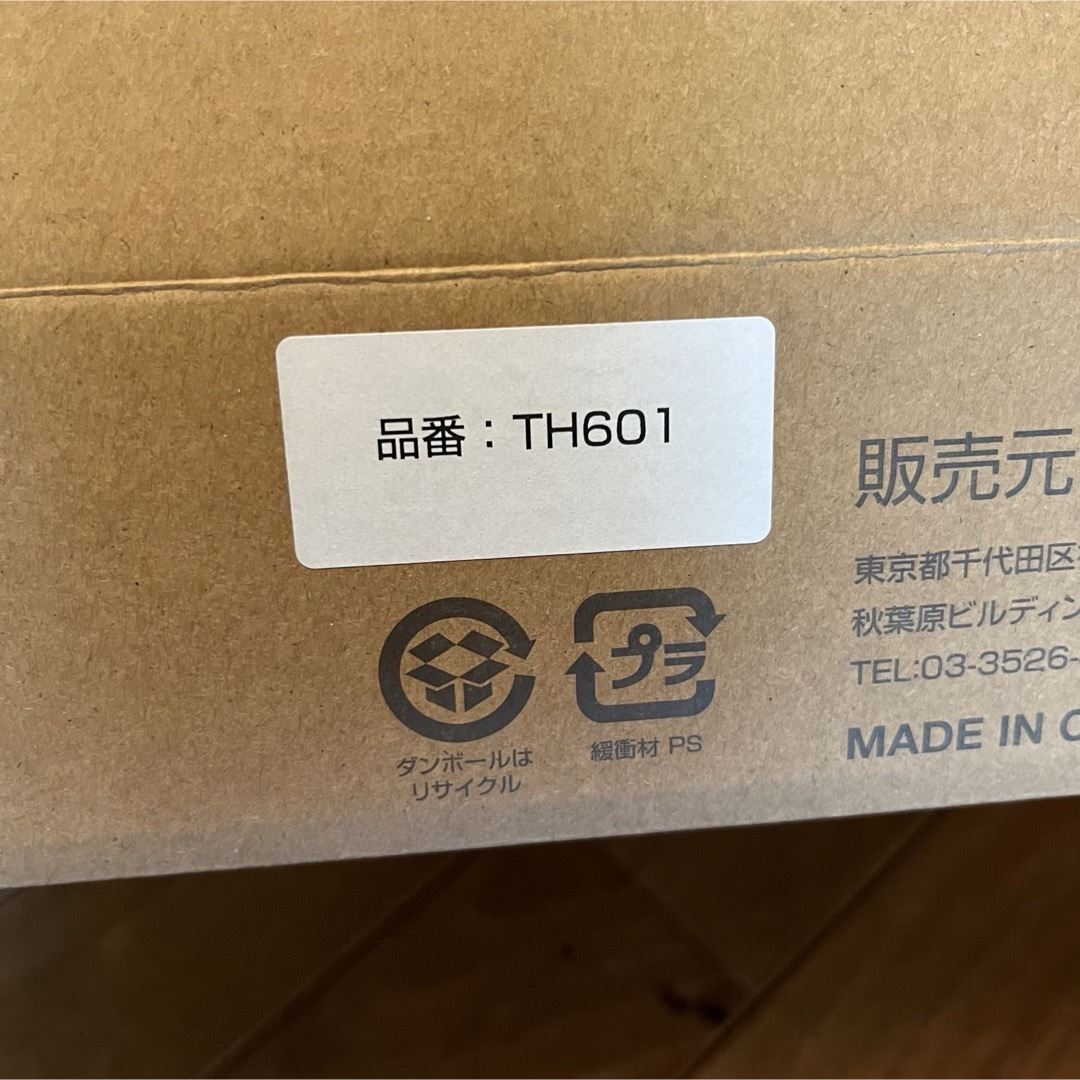 品番：TH601
販売元
東京都千代田区
秋葉原ビルディン
TEL:03-3526-
MADE IN C
プラ
ダンボールは
リサイクル
緩衝材 PS